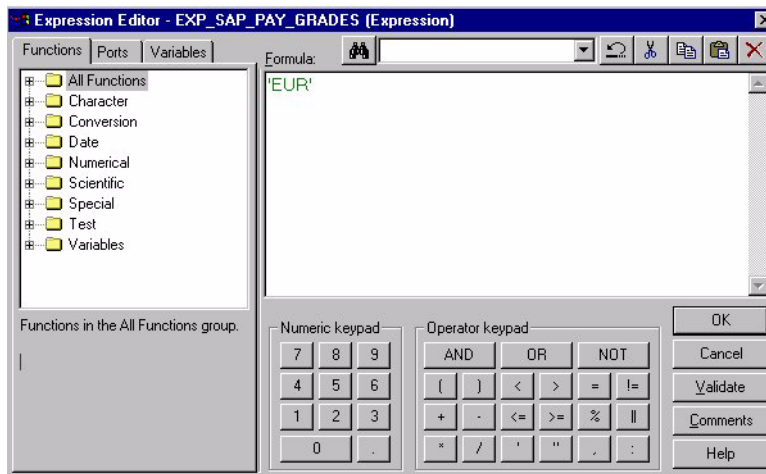 Expression Editor - EXP_SAP_PAY_GRADES (Expression)
Functions Ports Variables
Formula:
All Functions
Character
Conversion
Date
Numerical
Scientific
Special
Test
Variables
'EUR'
Functions in the All Functions group.
Numeric keypad
7 8 9
4 5 6
1 2 3
0 .
Operator keypad
AND OR NOT
( ) < > = !=
+ - <= >= % ||
* / ' " , :
OK
Cancel
Validate
Comments
Help